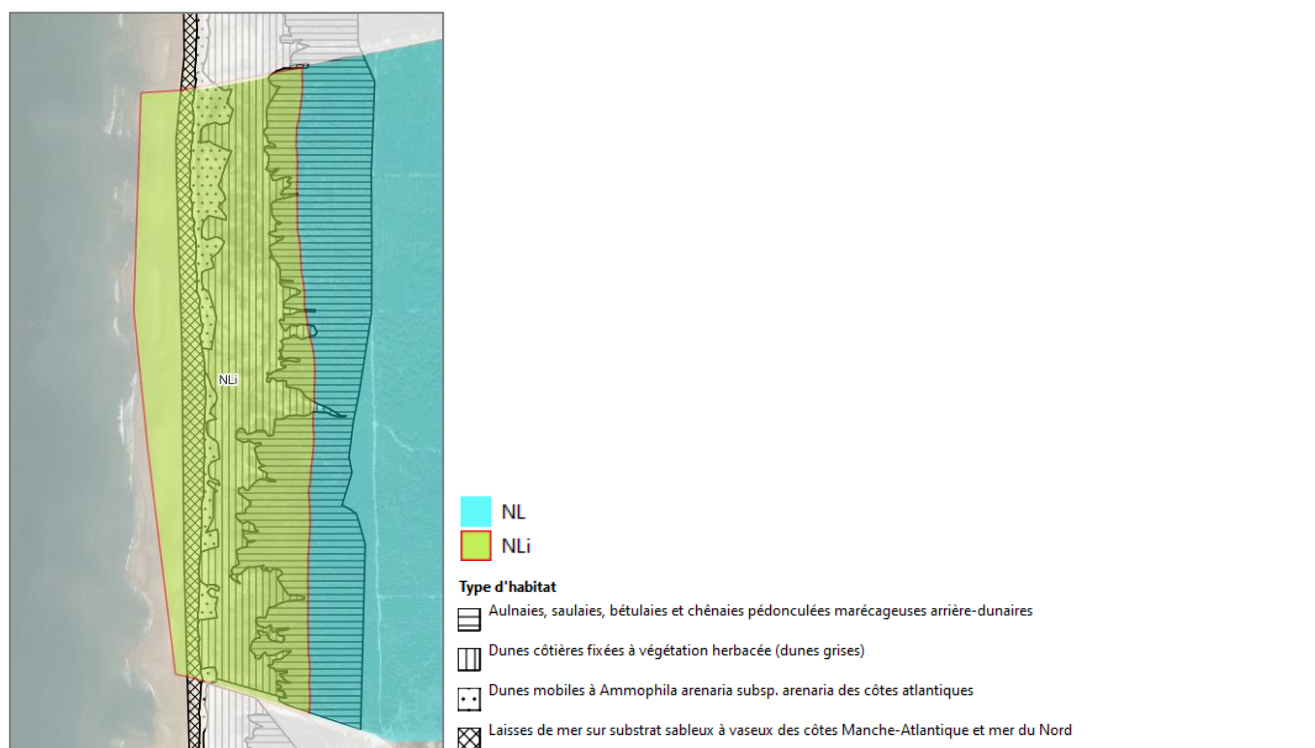 NLi
NL
NLi
Type d'habitat
Aulnaies, saulaies, bétulaies et chênaies pédonculées marécageuses arrière-dunaires
Dunes côtières fixées à végétation herbacée (dunes grises)
Dunes mobiles à Ammophila arenaria subsp. arenaria des côtes atlantiques
Laisses de mer sur substrat sableux à vaseux des côtes Manche-Atlantique et mer du Nord